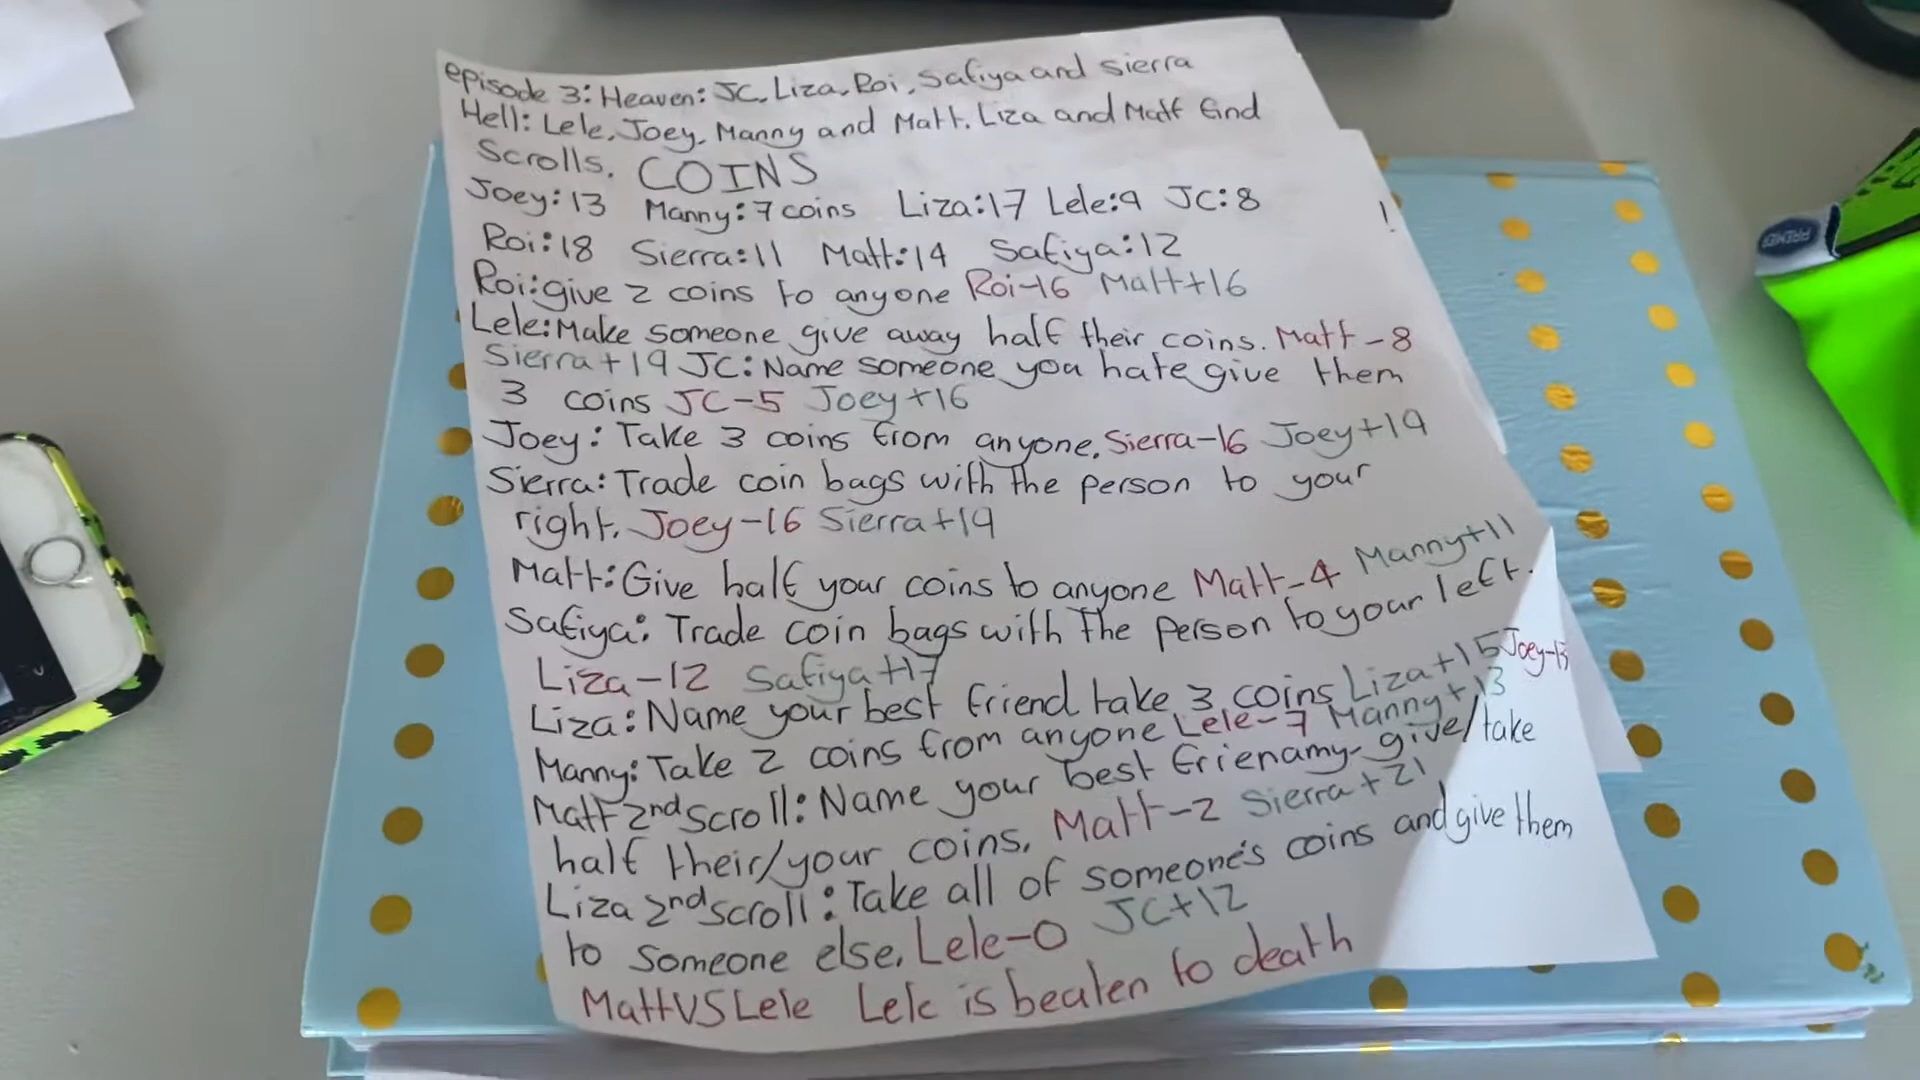 episode 3: Heaven: JC, Liza, Roi, Safiya and Sierra
Hell: Lele, Joey, Manny and Matt. Liza and Matt find
Scrolls. COINS
Joey: 13 Manny: 7 coins Liza: 17 Lele: 9 JC: 8
Roi: 18 Sierra: 11 Matt: 14 Safiya: 12
Roi: give 2 coins to anyone Roi-16 Matt+16
Lele: Make someone give away half their coins. Matt-8
Sierra+19 JC: Name someone you hate give them
3 coins JC-5 Joey+16
Joey: Take 3 coins from anyone. Sierra-16 Joey+19
Sierra: Trade coin bags with the person to your
right. Joey-16 Sierra+19
Matt: Give half your coins to anyone Matt-4 Manny+11
Safiya: Trade coin bags with the person to your left.
Liza-12 Safiya+17
Liza: Name your best friend take 3 coins Liza+15 Joey-13
Manny: Take 2 coins from anyone Lele-7 Manny+13
Matt 2nd scroll: Name your best frienamy- give/take
half their/your coins. Matt-2 Sierra+21
Liza 2nd scroll: Take all of someone's coins and give them
to someone else. Lele-0 JC+12
Matt VS Lele Lele is beaten to death
PREMIER